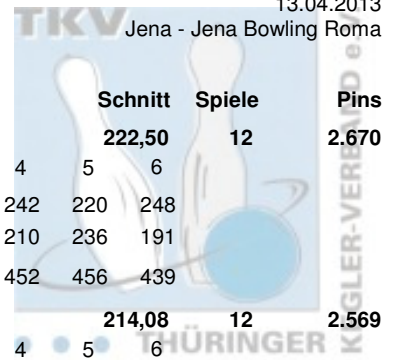 13.04.2013
TKV Jena - Jena Bowling Roma
Schnitt Spiele Pins
222,50 12 2.670
4 5 6
242 220 248
210 236 191
452 456 439
214,08 12 2.569
4 5 6
THÜRINGER
KEGLER-VERBAND e.V.